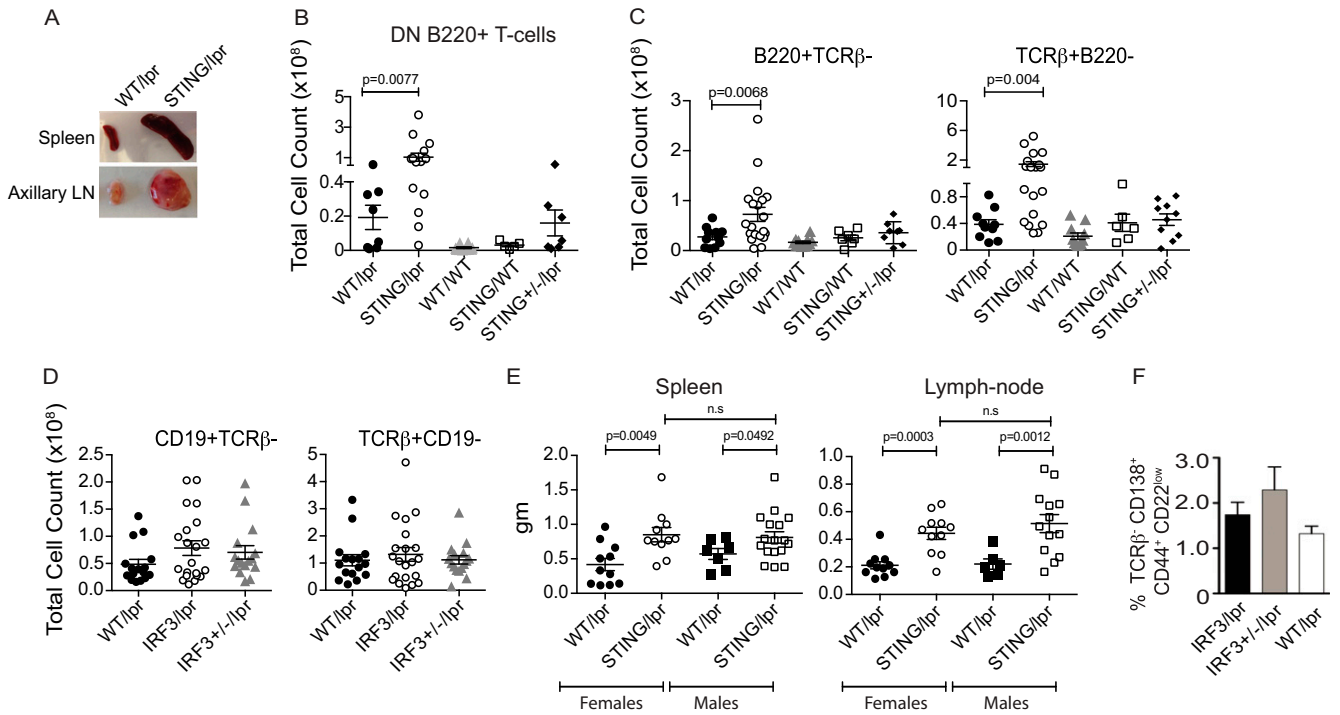 A
WT/lpr
STING/lpr
Spleen
Axillary LN
B
DN B220+ T-cells
Total Cell Count (x10⁸)
p=0.0077
5
4
3
2
1
0.4
0.2
0
WT/lpr
STING/lpr
WT/WT
STING/WT
STING+/-/lpr
C
B220+TCRβ-
Total Cell Count (x10⁸)
p=0.0068
3
2
1
0
WT/lpr
STING/lpr
WT/WT
STING/WT
STING+/-/lpr
TCRβ+B220-
p=0.004
10
8
6
4
2
1
0.8
0.4
0
WT/lpr
STING/lpr
WT/WT
STING/WT
STING+/-/lpr
D
CD19+TCRβ-
Total Cell Count (x10⁸)
2.5
2.0
1.5
1.0
0.5
0.0
WT/lpr
IRF3/lpr
IRF3+/-/lpr
TCRβ+CD19-
5
4
3
2
1
0
WT/lpr
IRF3/lpr
IRF3+/-/lpr
E
Spleen
n.s
p=0.0049
p=0.0492
gm
2.0
1.5
1.0
0.5
0.0
WT/lpr
STING/lpr
WT/lpr
STING/lpr
Females
Males
Lymph-node
n.s
p=0.0003
p=0.0012
1.0
0.8
0.6
0.4
0.2
0.0
WT/lpr
STING/lpr
WT/lpr
STING/lpr
Females
Males
F
% TCRβ⁻ CD138⁺
CD44⁺ CD22ˡᵒʷ
3.0
2.0
1.0
0
IRF3/lpr
IRF3+/-/lpr
WT/lpr